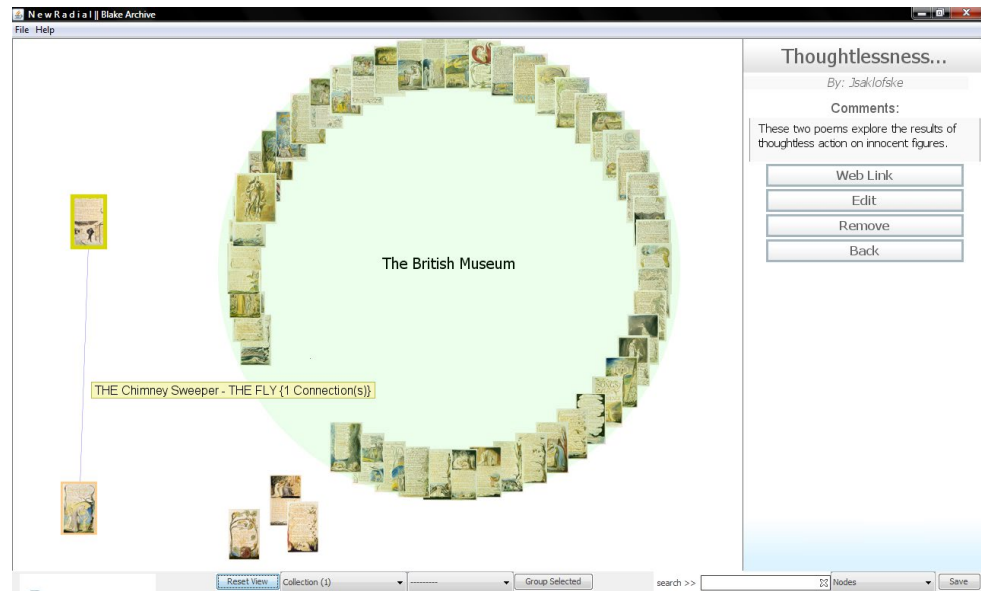 NewRadial || Blake Archive
File Help
Thoughtlessness...
By: Jsaklofske
Comments:
These two poems explore the results of
thoughtless action on innocent figures.
Web Link
Edit
Remove
Back
The British Museum
THE Chimney Sweeper - THE FLY {1 Connection(s)}
Reset View
Collection (1)
---------
Group Selected
search >>
Nodes
Save